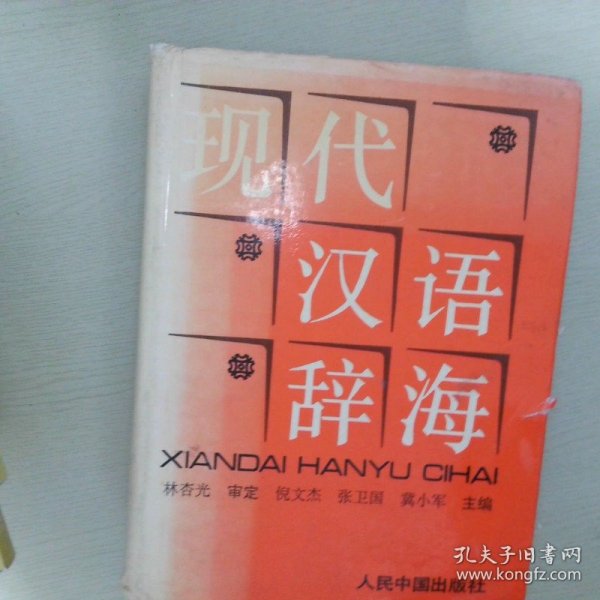 现代
汉语
辞海
XIANDAI HANYU CIHAI
林杏光 审定 倪文杰 张卫国 冀小军 主编
人民中国出版社
孔夫子旧书网
www.kongfz.com